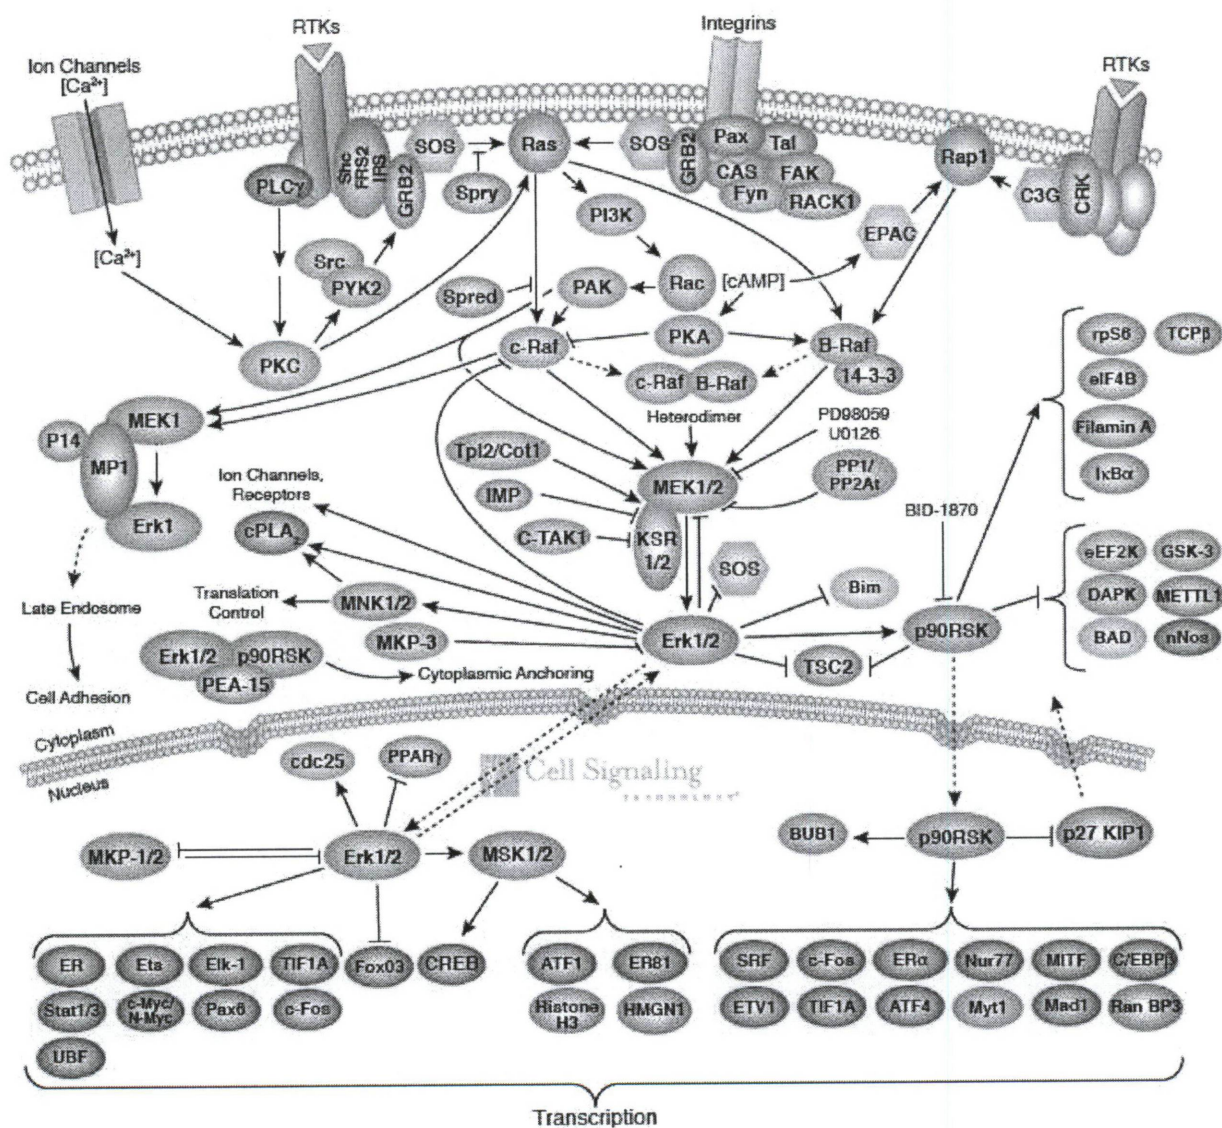 RTKs
Integrins
Ion Channels
[Ca²⁺]
RTKs
SOS
Ras
SOS
GRB2
Pax
Tal
Rap1
Shc
FRS2
IRS
GRB2
PLCγ
Spry
CAS
FAK
Fyn
RACK1
C3G
CRK
PI3K
EPAC
[Ca²⁺]
Src
PYK2
Spred
PAK
Rac
[cAMP]
PKC
c-Raf
PKA
B-Raf
14-3-3
rpS6
TCPβ
c-Raf
B-Raf
Heterodimer
eIF4B
MEK1
P14
MP1
Erk1
PD98059
U0126
Filamin A
IκBα
Tpl2/Cot1
Ion Channels,
Receptors
IMP
MEK1/2
PP1/
PP2At
cPLA₂
C-TAK1
KSR
1/2
BID-1870
SOS
eEF2K
GSK-3
Late Endosome
Translation
Control
MNK1/2
Bim
DAPK
METTL1
MKP-3
Erk1/2
p90RSK
BAD
nNos
Erk1/2
p90RSK
PEA-15
TSC2
Cytoplasmic Anchoring
Cell Adhesion
Cytoplasm
Nucleus
cdc25
PPARγ
Cell Signaling
TECHNOLOGY®
MKP-1/2
Erk1/2
MSK1/2
BUB1
p90RSK
p27 KIP1
ER
Eta
Elk-1
TIF1A
Fox03
CREB
ATF1
ER81
SRF
c-Fos
ERα
Nur77
MITF
C/EBPβ
Stat1/3
c-Myc/
N-Myc
Pax6
c-Fos
Histone
H3
HMGN1
ETV1
TIF1A
ATF4
Myt1
Mad1
Ran BP3
UBF
Transcription